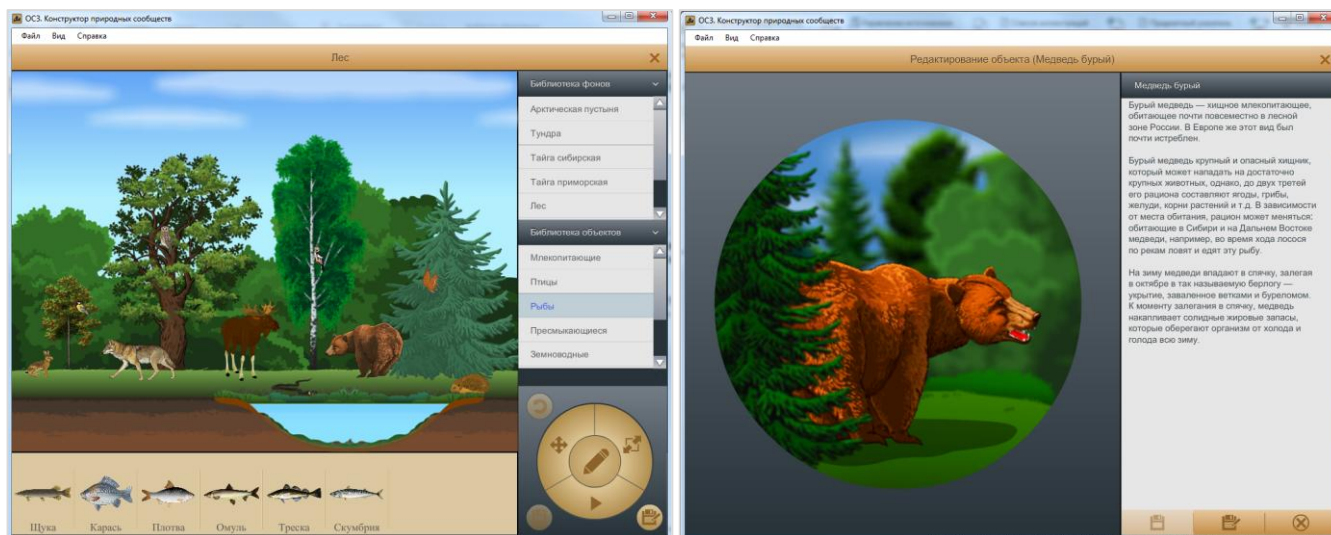 ОС3. Конструктор природных сообществ
Файл Вид Справка
Лес
Библиотека фонов
Арктическая пустыня
Тундра
Тайга сибирская
Тайга приморская
Лес
Библиотека объектов
Млекопитающие
Птицы
Рыбы
Пресмыкающиеся
Земноводные
Щука Карась Плотва Омуль Треска Скумбрия
ОС3. Конструктор природных сообществ
Файл Вид Справка
Редактирование объекта (Медведь бурый)
Медведь бурый
Бурый медведь — хищное млекопитающее,
обитающее почти повсеместно в лесной
зоне России. В Европе же этот вид был
почти истреблен.
Бурый медведь крупный и опасный хищник,
который может нападать на достаточно
крупных животных, однако, до двух третей
его рациона составляют ягоды, грибы,
желуди, корни растений и т.д. В зависимости
от места обитания, рацион может меняться:
обитающие в Сибири и на Дальнем Востоке
медведи, например, во время хода лосося
по рекам ловят и едят эту рыбу.
На зиму медведи впадают в спячку, залегая
в октябре в так называемую берлогу —
укрытие, заваленное ветками и буреломом.
К моменту залегания в спячку, медведь
накапливает солидные жировые запасы,
которые оберегают организм от холода и
голода всю зиму.